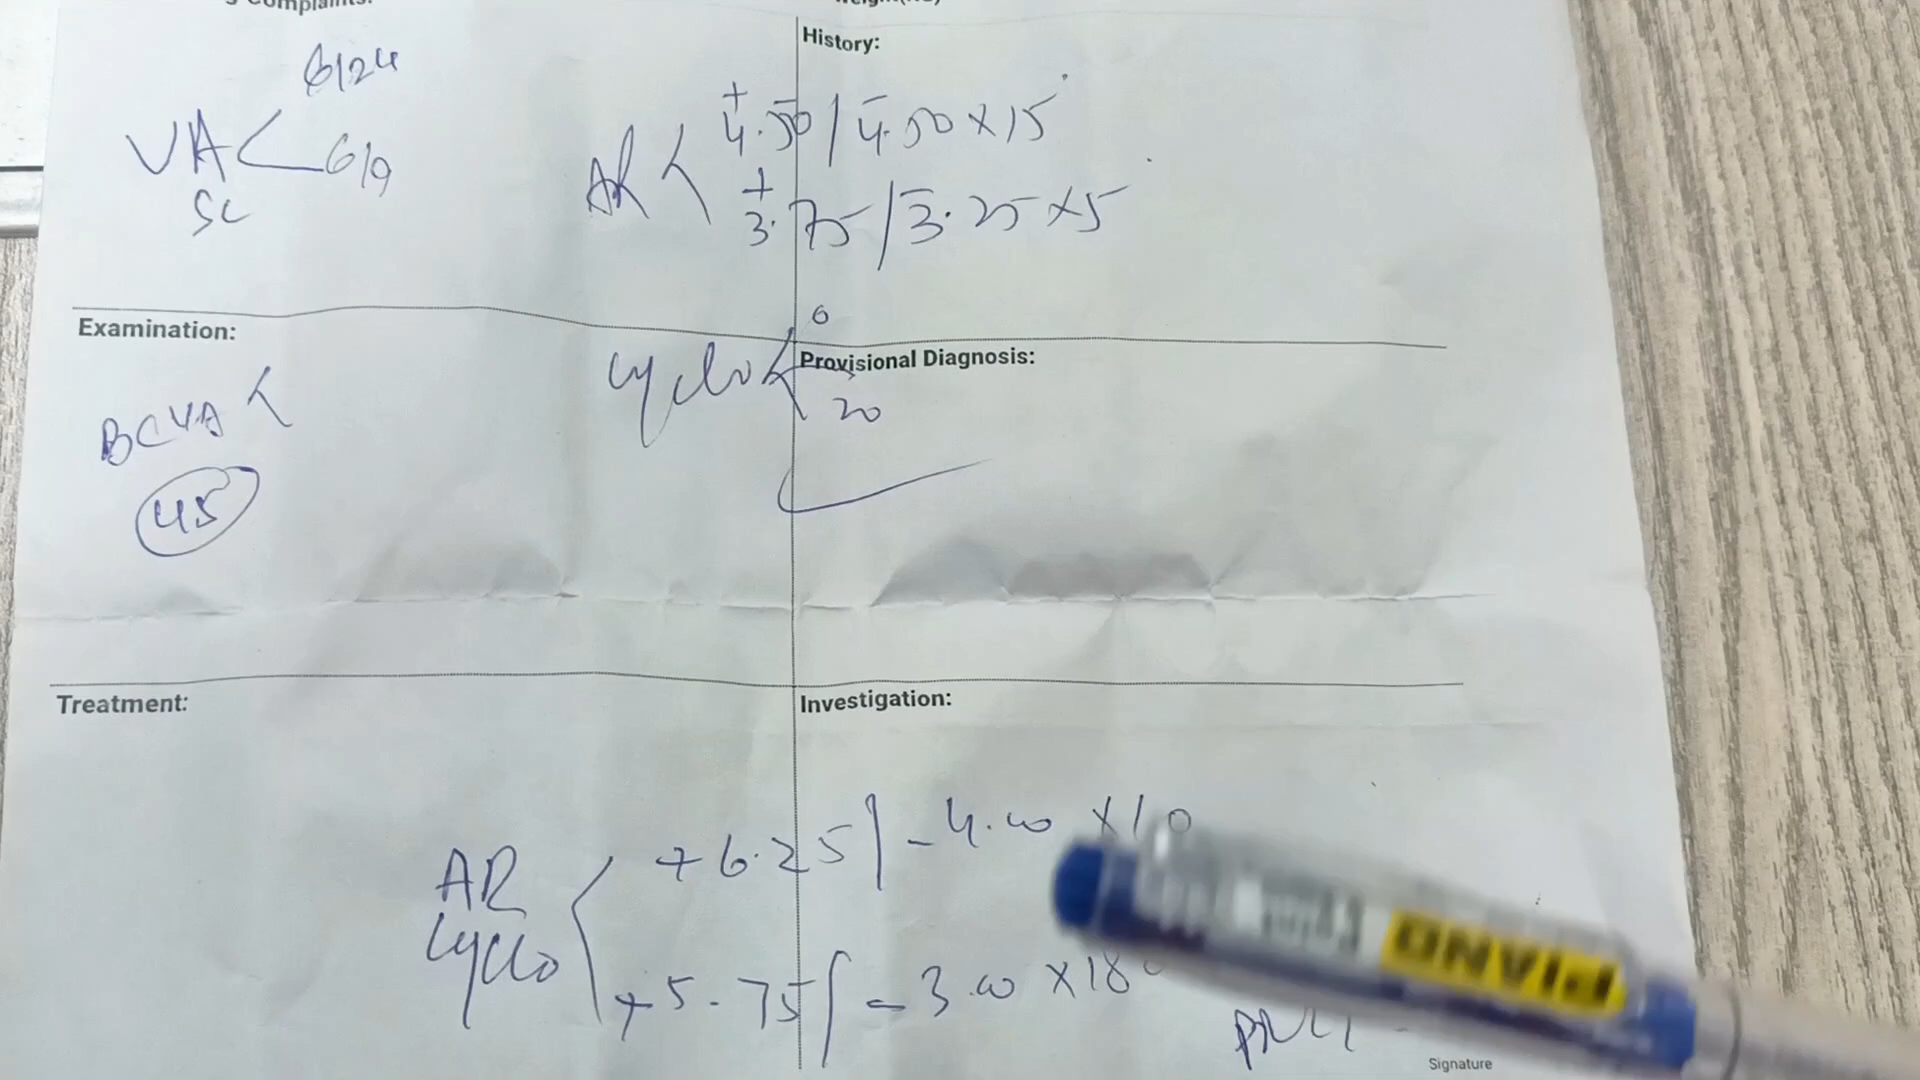 History:
6/24
VA < 6/9
SC
AR < +4.50 / -4.50 x 15
+3.75 / -3.25 x 5
Examination:
Cyclo < 0
Provisional Diagnosis:
20
BCVA <
45
Treatment:
Investigation:
AR
Cyclo
+6.25 / -4.00 x 10
+5.75 / -3.00 x 180
PIANO
Signature